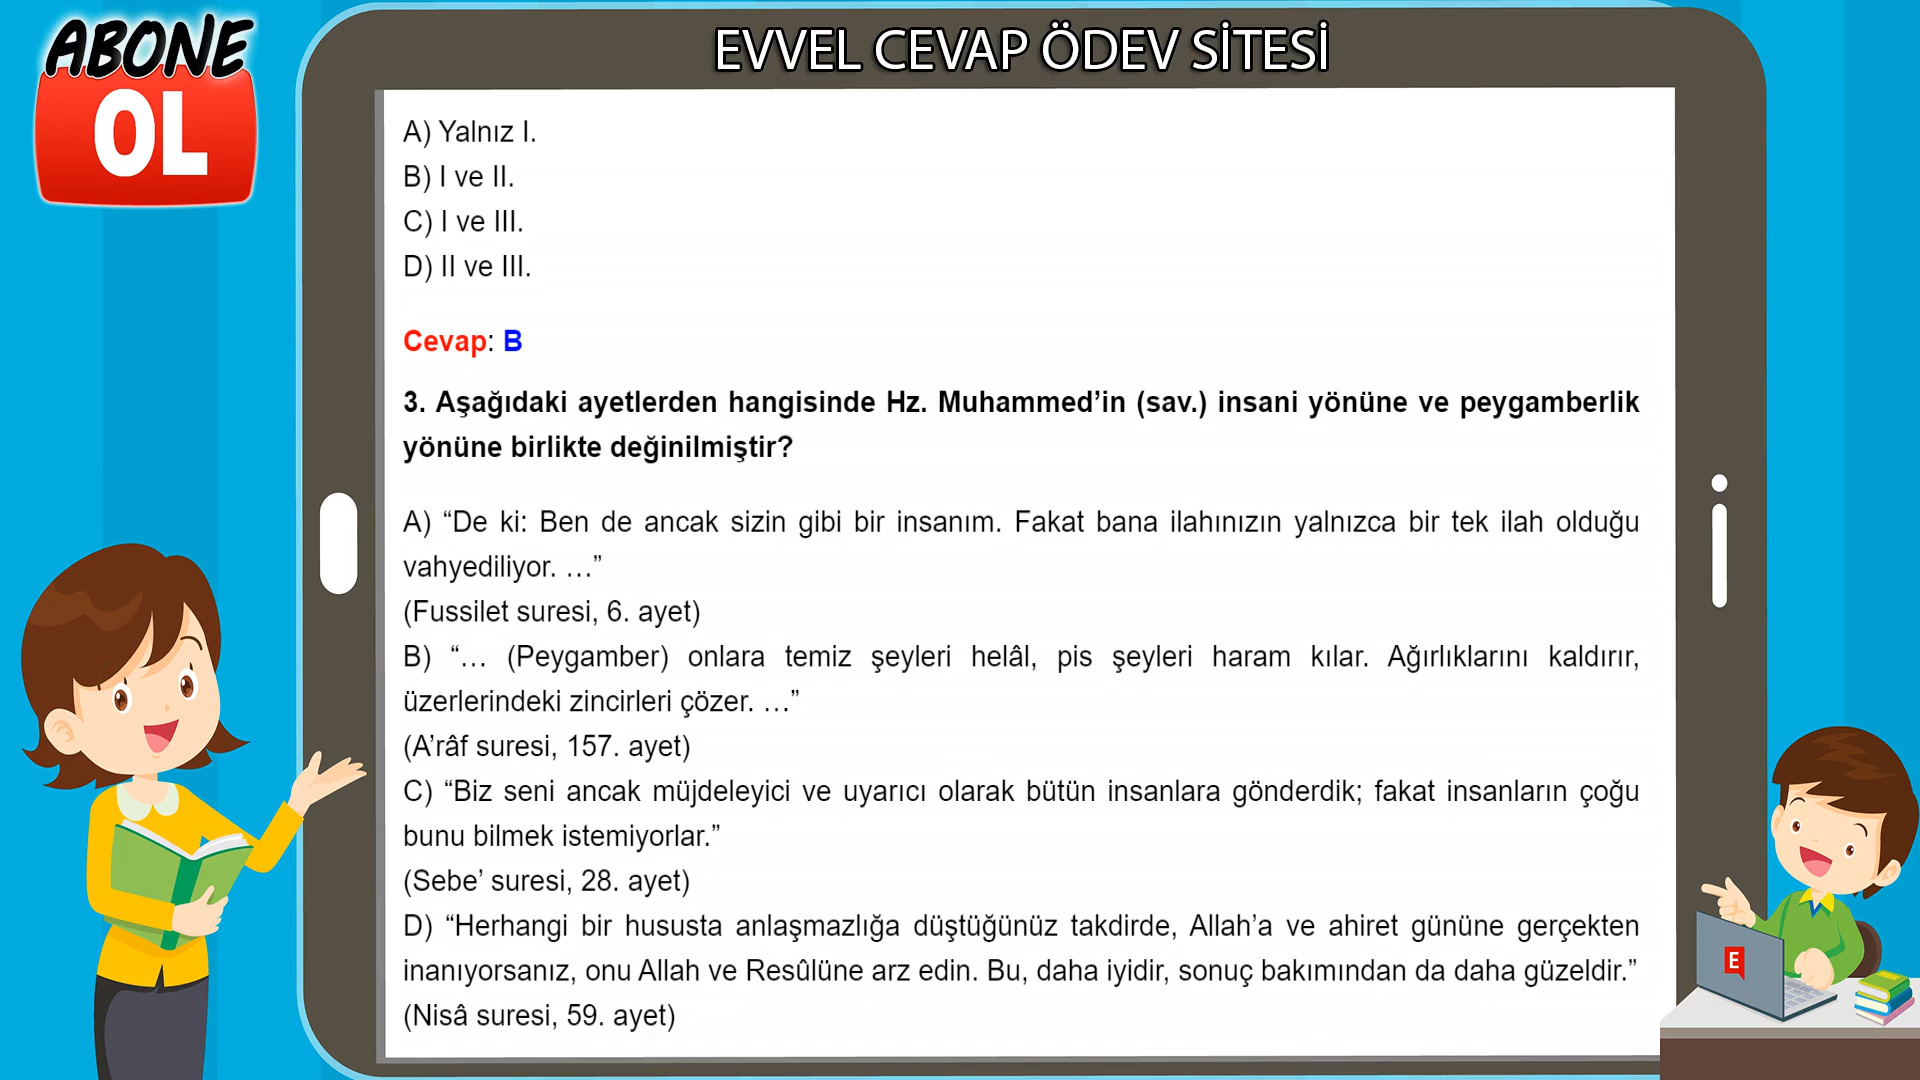 ABONE
OL
EVVEL CEVAP ÖDEV SİTESİ
A) Yalnız I.
B) I ve II.
C) I ve III.
D) II ve III.
Cevap: B
3. Aşağıdaki ayetlerden hangisinde Hz. Muhammed’in (sav.) insani yönüne ve peygamberlik
yönüne birlikte değinilmiştir?
A) “De ki: Ben de ancak sizin gibi bir insanım. Fakat bana ilahınızın yalnızca bir tek ilah olduğu
vahyediliyor. …”
(Fussilet suresi, 6. ayet)
B) “… (Peygamber) onlara temiz şeyleri helâl, pis şeyleri haram kılar. Ağırlıklarını kaldırır,
üzerlerindeki zincirleri çözer. …”
(A’râf suresi, 157. ayet)
C) “Biz seni ancak müjdeleyici ve uyarıcı olarak bütün insanlara gönderdik; fakat insanların çoğu
bunu bilmek istemiyorlar.”
(Sebe’ suresi, 28. ayet)
D) “Herhangi bir hususta anlaşmazlığa düştüğünüz takdirde, Allah’a ve ahiret gününe gerçekten
inanıyorsanız, onu Allah ve Resûlüne arz edin. Bu, daha iyidir, sonuç bakımından da daha güzeldir.”
(Nisâ suresi, 59. ayet)
E